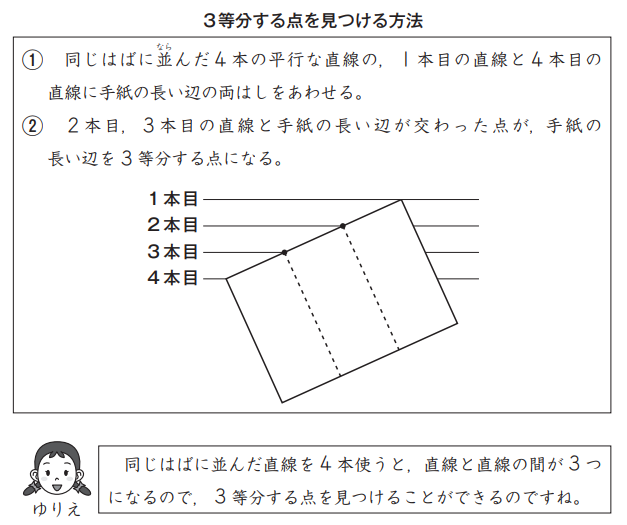 3等分する点を見つける方法
① 同じはばに並んだ4本の平行な直線の,1本目の直線と4本目の
なら
直線に手紙の長い辺の両はしをあわせる。
② 2本目,3本目の直線と手紙の長い辺が交わった点が,手紙の
長い辺を3等分する点になる。
1本目
2本目
3本目
4本目
同じはばに並んだ直線を4本使うと,直線と直線の間が3つ
になるので,3等分する点を見つけることができるのですね。
ゆりえ